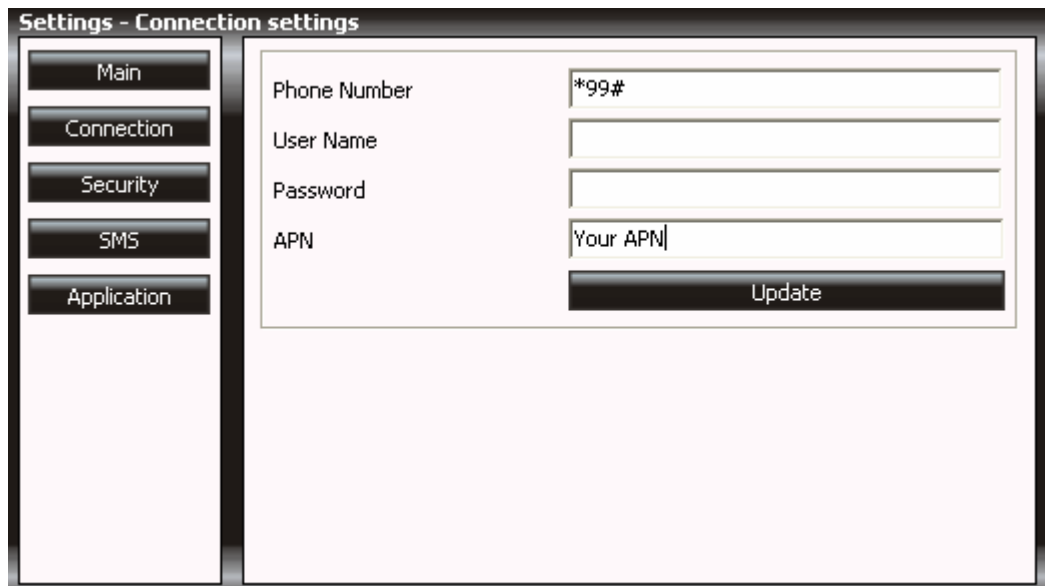 Settings - Connection settings
Main
Connection
Security
SMS
Application
Phone Number *99#
User Name
Password
APN Your APN
Update